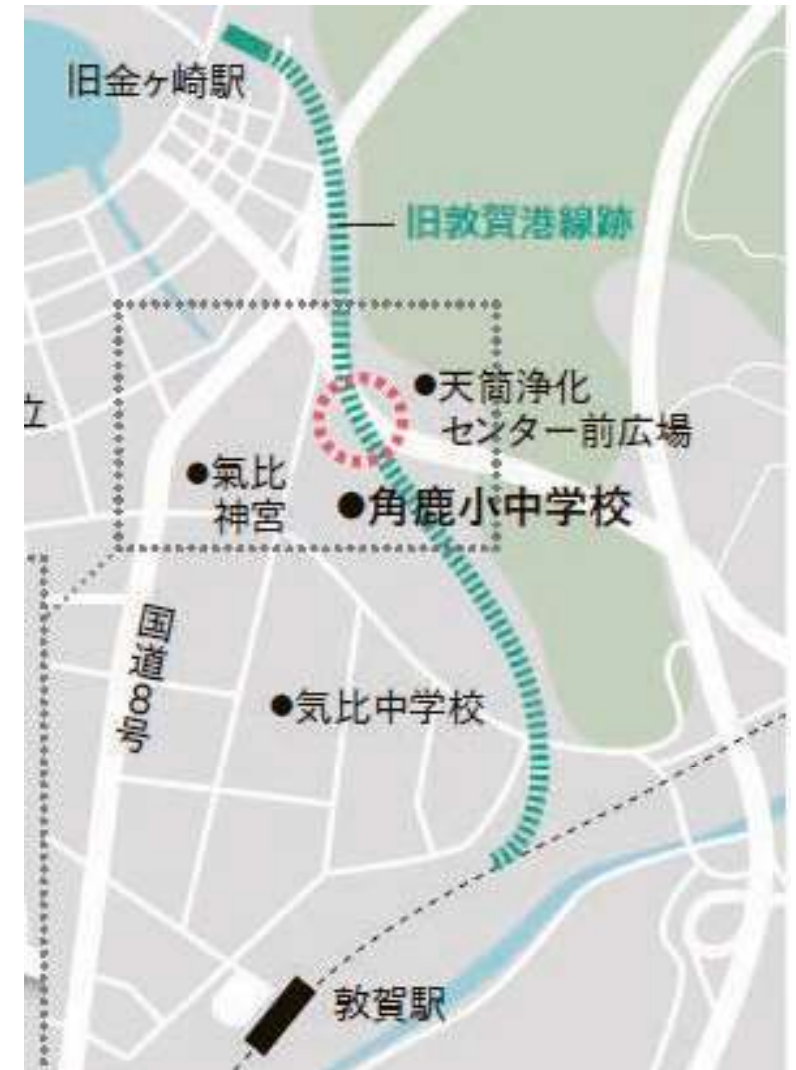 旧金ヶ崎駅
旧敦賀港線跡
●天筒浄化
センター前広場
立
●氣比
神宮
●角鹿小中学校
国道8号
●気比中学校
敦賀駅